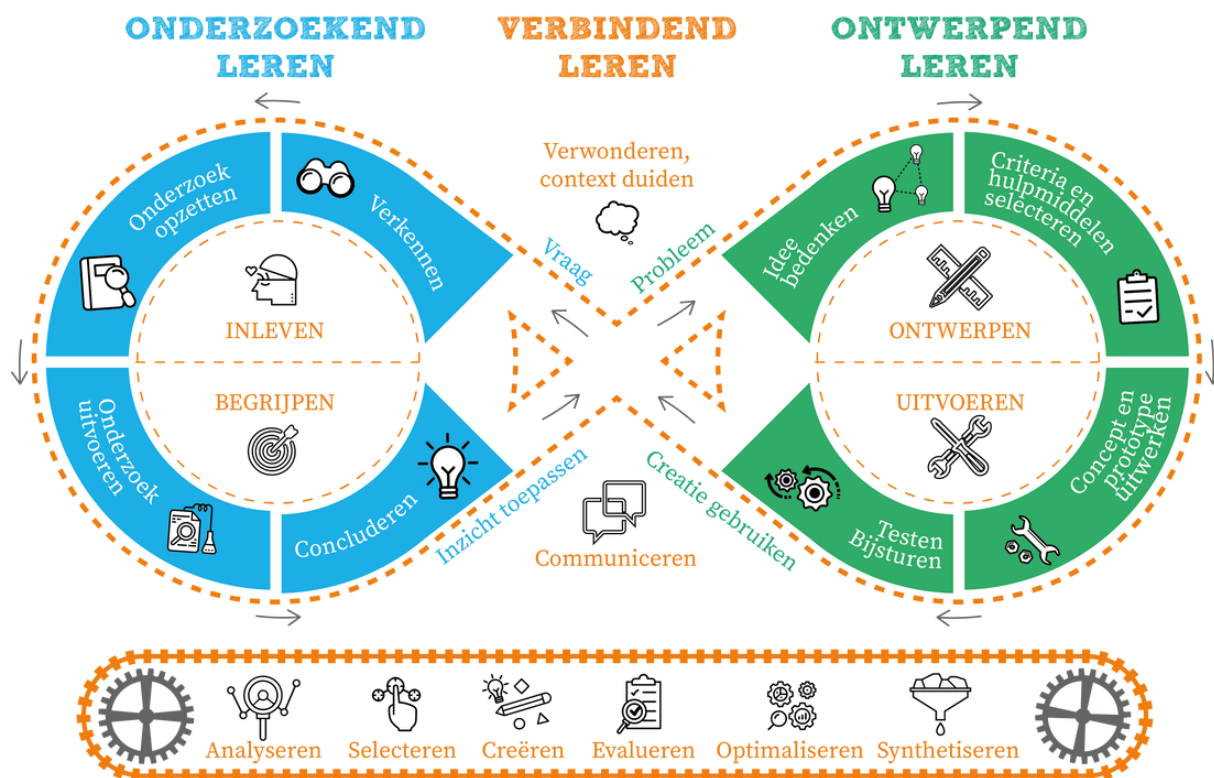 ONDERZOEKEND
LEREN
VERBINDEND
LEREN
ONTWERPEND
LEREN
Verwonderen,
context duiden
Onderzoek
opzetten
Verkennen
Vraag
Probleem
Idee
bedenken
Criteria en
hulpmiddelen
selecteren
INLEVEN
ONTWERPEN
BEGRIJPEN
UITVOEREN
Onderzoek
uitvoeren
Concluderen
Inzicht toepassen
Communiceren
Creatie gebruiken
Testen
Bijsturen
Concept en
prototype
uitwerken
Analyseren
Selecteren
Creëren
Evalueren
Optimaliseren
Synthetiseren